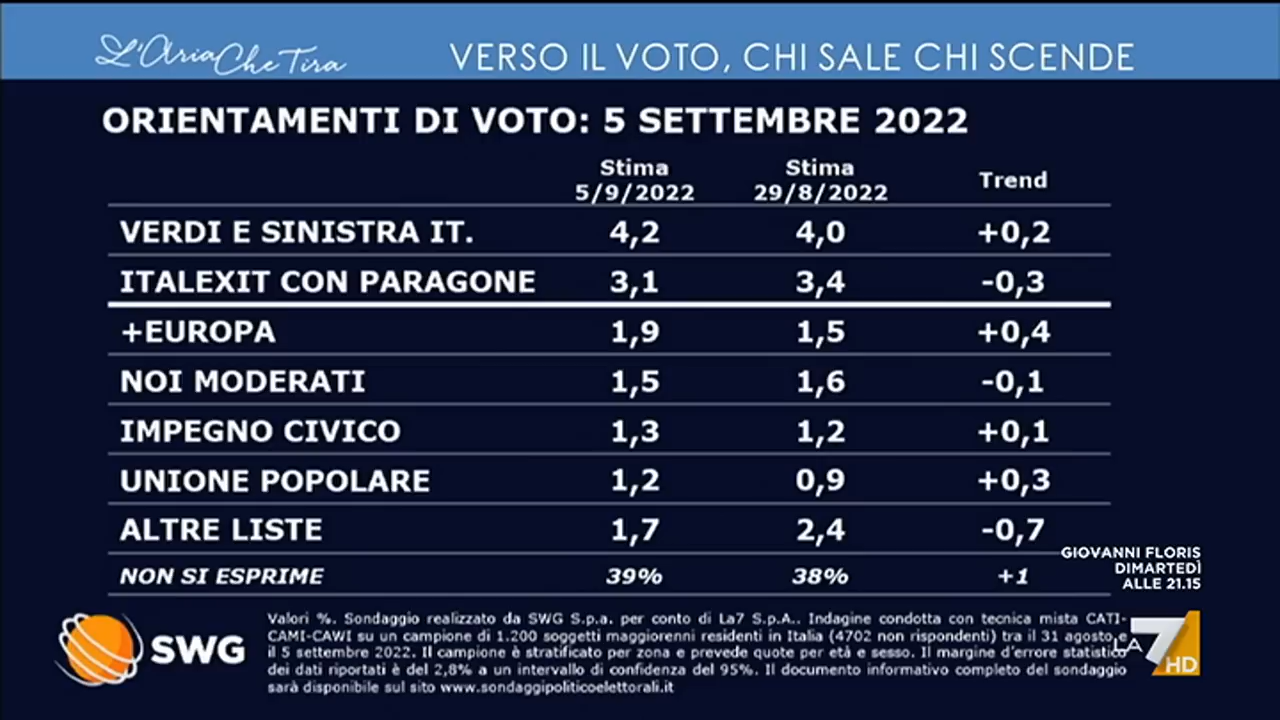 L'Aria Che Tira
VERSO IL VOTO, CHI SALE CHI SCENDE
ORIENTAMENTI DI VOTO: 5 SETTEMBRE 2022
Stima 5/9/2022 Stima 29/8/2022 Trend
VERDI E SINISTRA IT. 4,2 4,0 +0,2
ITALEXIT CON PARAGONE 3,1 3,4 -0,3
+EUROPA 1,9 1,5 +0,4
NOI MODERATI 1,5 1,6 -0,1
IMPEGNO CIVICO 1,3 1,2 +0,1
UNIONE POPOLARE 1,2 0,9 +0,3
ALTRE LISTE 1,7 2,4 -0,7
NON SI ESPRIME 39% 38% +1
GIOVANNI FLORIS
DIMARTEDÌ
ALLE 21.15
SWG
Valori %. Sondaggio realizzato da SWG S.p.a. per conto di La7 S.p.A.. Indagine condotta con tecnica mista CATI-
CAMI-CAWI su un campione di 1.200 soggetti maggiorenni residenti in Italia (4702 non rispondenti) tra il 31 agosto e
il 5 settembre 2022. Il campione è stratificato per zona e prevede quote per età e sesso. Il margine d'errore statistico
dei dati riportati è del 2,8% a un intervallo di confidenza del 95%. Il documento informativo completo del sondaggio
sarà disponibile sul sito www.sondaggipoliticoelettorali.it
LA 7 HD